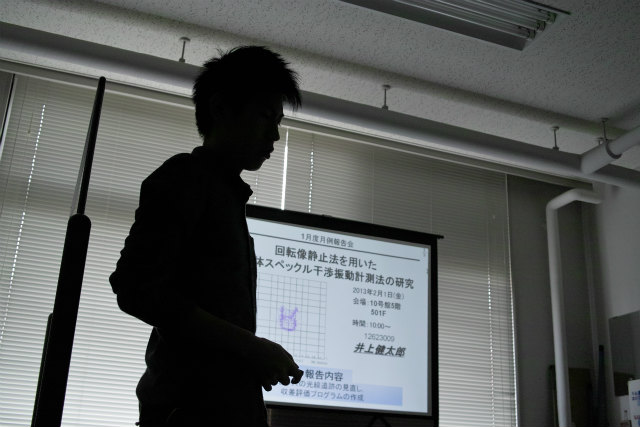 1月度月例報告会
回転像静止法を用いた
体スペックル干渉振動計測法の研究
2013年2月1日(金)
会場：10号館5階
501F
時間：10:00～
12623009
井上健太郎
報告内容
の光線追跡の見直し,
収差評価プログラムの作成